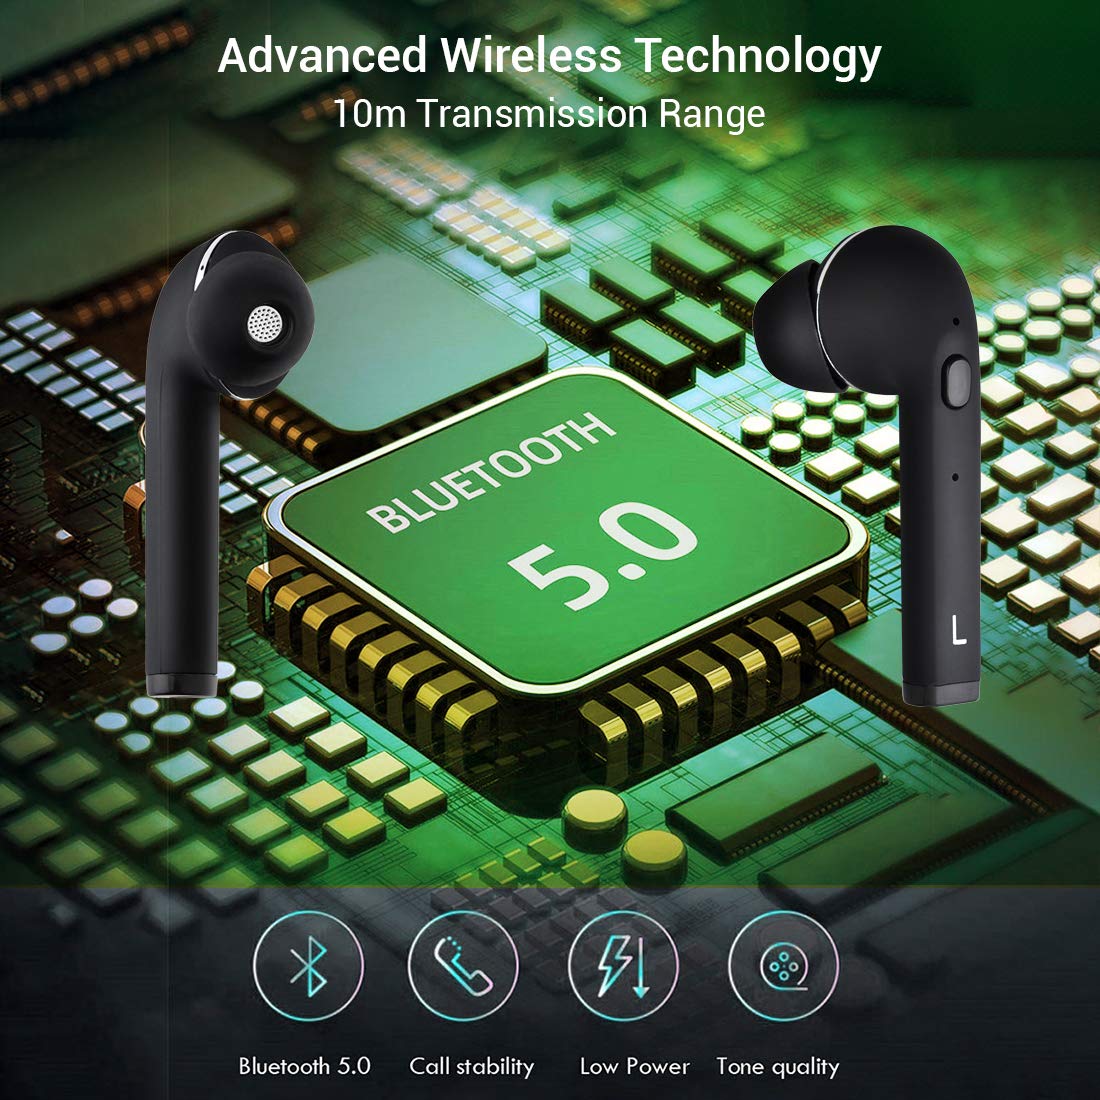 Advanced Wireless Technology
10m Transmission Range
BLUETOOTH
5.0
L
Bluetooth 5.0
Call stability
Low Power
Tone quality